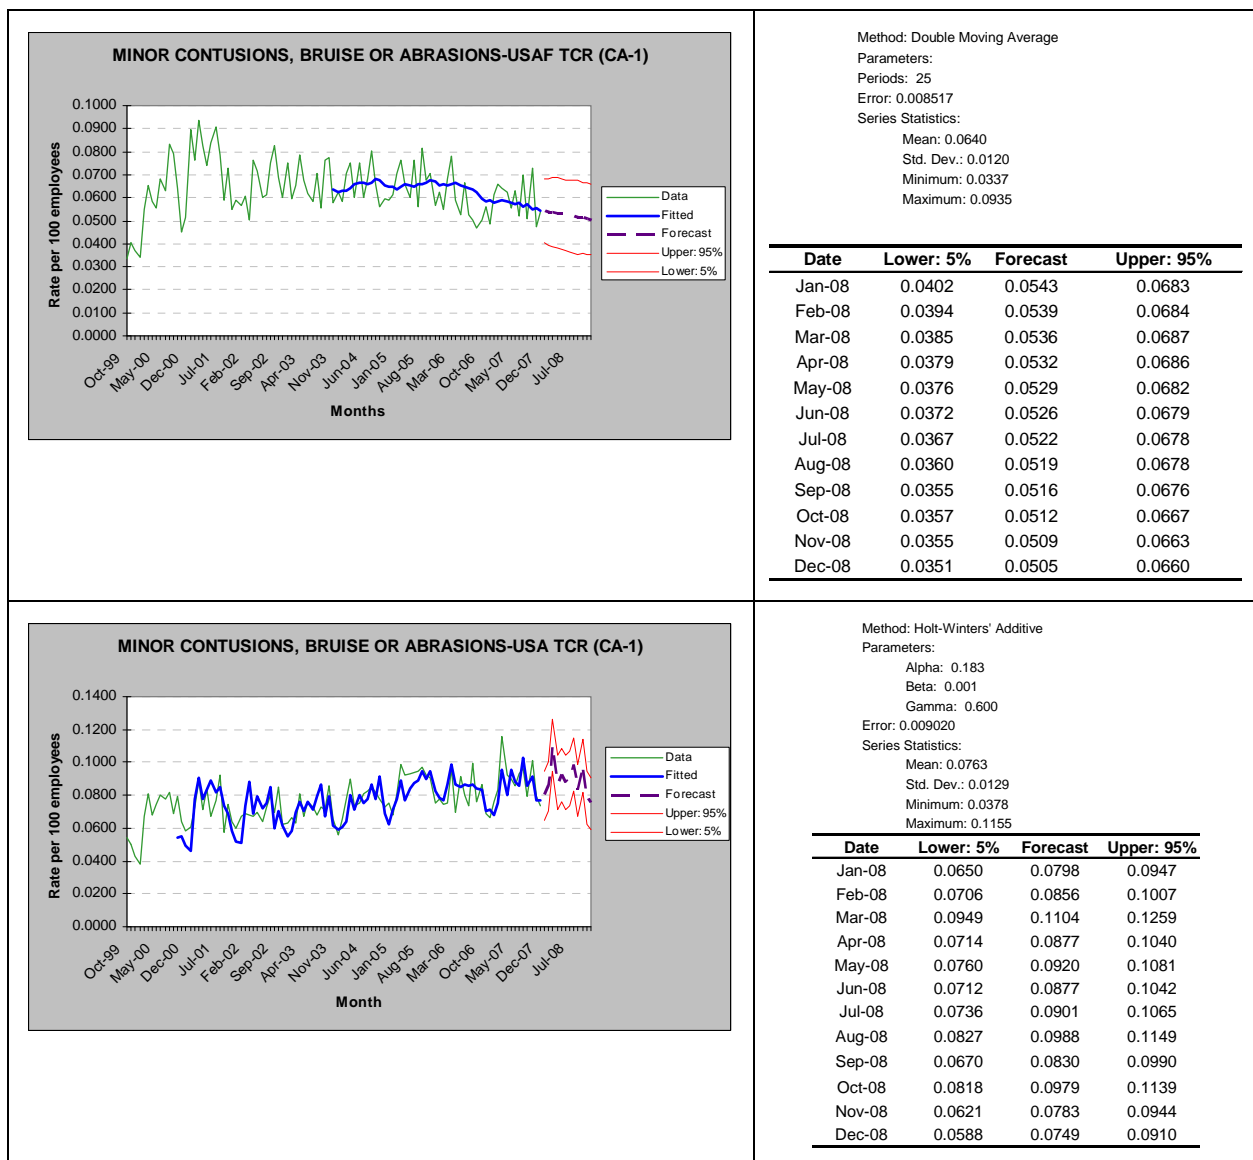 MINOR CONTUSIONS, BRUISE OR ABRASIONS-USAF TCR (CA-1)
Rate per 100 employees
0.1000
0.0900
0.0800
0.0700
0.0600
0.0500
0.0400
0.0300
0.0200
0.0100
0.0000
Oct-99
May-00
Dec-00
Jul-01
Feb-02
Sep-02
Apr-03
Nov-03
Jun-04
Jan-05
Aug-05
Mar-06
Oct-06
May-07
Dec-07
Jul-08
Months
Data
Fitted
Forecast
Upper: 95%
Lower: 5%
Method: Double Moving Average
Parameters:
Periods: 25
Error: 0.008517
Series Statistics:
Mean: 0.0640
Std. Dev.: 0.0120
Minimum: 0.0337
Maximum: 0.0935
Date Lower: 5% Forecast Upper: 95%
Jan-08 0.0402 0.0543 0.0683
Feb-08 0.0394 0.0539 0.0684
Mar-08 0.0385 0.0536 0.0687
Apr-08 0.0379 0.0532 0.0686
May-08 0.0376 0.0529 0.0682
Jun-08 0.0372 0.0526 0.0679
Jul-08 0.0367 0.0522 0.0678
Aug-08 0.0360 0.0519 0.0678
Sep-08 0.0355 0.0516 0.0676
Oct-08 0.0357 0.0512 0.0667
Nov-08 0.0355 0.0509 0.0663
Dec-08 0.0351 0.0505 0.0660
MINOR CONTUSIONS, BRUISE OR ABRASIONS-USA TCR (CA-1)
Rate per 100 employees
0.1400
0.1200
0.1000
0.0800
0.0600
0.0400
0.0200
0.0000
Oct-99
May-00
Dec-00
Jul-01
Feb-02
Sep-02
Apr-03
Nov-03
Jun-04
Jan-05
Aug-05
Mar-06
Oct-06
May-07
Dec-07
Jul-08
Month
Data
Fitted
Forecast
Upper: 95%
Lower: 5%
Method: Holt-Winters' Additive
Parameters:
Alpha: 0.183
Beta: 0.001
Gamma: 0.600
Error: 0.009020
Series Statistics:
Mean: 0.0763
Std. Dev.: 0.0129
Minimum: 0.0378
Maximum: 0.1155
Date Lower: 5% Forecast Upper: 95%
Jan-08 0.0650 0.0798 0.0947
Feb-08 0.0706 0.0856 0.1007
Mar-08 0.0949 0.1104 0.1259
Apr-08 0.0714 0.0877 0.1040
May-08 0.0760 0.0920 0.1081
Jun-08 0.0712 0.0877 0.1042
Jul-08 0.0736 0.0901 0.1065
Aug-08 0.0827 0.0988 0.1149
Sep-08 0.0670 0.0830 0.0990
Oct-08 0.0818 0.0979 0.1139
Nov-08 0.0621 0.0783 0.0944
Dec-08 0.0588 0.0749 0.0910